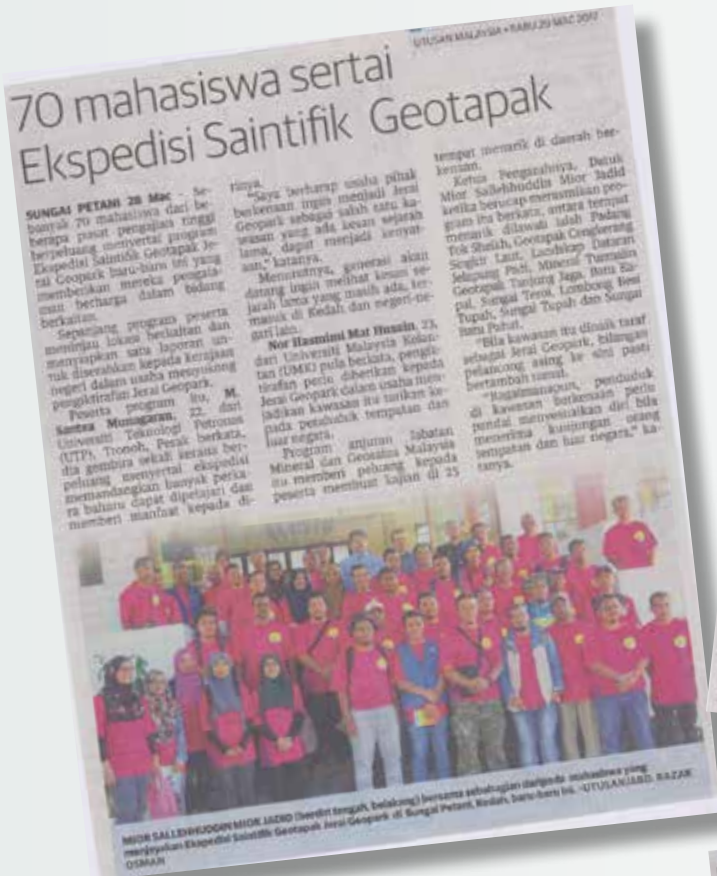 UTUSAN MALAYSIA • RABU 29 MAC 2017
70 mahasiswa sertai
Ekspedisi Saintifik Geotapak
SUNGAI PETANI 28 Mac - Se-
banyak 70 mahasiswa dari be-
berapa pusat pengajian tinggi
berpeluang menyertai program
Ekspedisi Saintifik Geotapak Je-
rai Geopark baru-baru ini yang
memberikan mereka pengala-
man berharga dalam bidang
berkaitan.
Sepanjang program peserta
meninjau lokasi berkaitan dan
menyiapkan satu laporan un-
tuk diserahkan kepada kerajaan
negeri dalam usaha menyokong
pengiktirafan Jerai Geopark.
Peserta program itu, M.
Santea Munagaran, 22, dari
Universiti Teknologi Petronas
(UTP), Tronoh, Perak berkata,
dia gembira sekali kerana ber-
peluang menyertai ekspedisi
memandangkan banyak perka-
ra baharu dapat dipelajari dan
memberi manfaat kepada di-
rinya.
"Saya berharap usaha pihak
berkenaan ingin menjadi Jerai
Geopark sebagai salah satu ka-
wasan yang ada kesan sejarah
lama, dapat menjadi kenyat-
aan," katanya.
Menurutnya, generasi akan
datang ingin melihat kesan se-
jarah lama yang masih ada, ter-
masuk di Kedah dan negeri-ne-
geri lain.
Nor Hasmimi Mat Husain, 23,
dari Universiti Malaysia Kelan-
tan (UMK) pula berkata, pengik-
tirafan perlu diberikan kepada
Jerai Geopark dalam usaha men-
jadikan kawasan itu tarikan ke-
pada penduduk tempatan dan
luar negara.
Program anjuran Jabatan
Mineral dan Geosains Malaysia
itu memberi peluang kepada
peserta membuat kajian di 25
tempat menarik di daerah ber-
kenaan.
Ketua Pengarahnya, Datuk
Mior Sallehhuddin Mior Jadid
ketika berucap merasmikan pro-
gram itu berkata, antara tempat
menarik dilawati ialah Padang
Tok Sheikh, Geotapak Cengkerang
Singkir Laut, Landskap Dataran
Jelapang Padi, Mineral Turmalin
Geotapak Tanjung Jaga, Batu Ka-
pal, Sungai Teroi, Lombong Besi
Tupah, Sungai Tupah dan Sungai
Batu Pahat.
"Bila kawasan itu dinaik taraf
sebagai Jerai Geopark, bilangan
pelancong asing ke sini pasti
bertambah ramai.
"Bagaimanapun, penduduk
di kawasan berkenaan perlu
pandai menyesuaikan diri bila
menerima kunjungan orang
tempatan dan luar negara," ka-
tanya.
MIOR SALLEHHUDDIN MIOR JADID (berdiri tengah, belakang) bersama sebahagian daripada mahasiswa yang
menjayakan Ekspedisi Saintifik Geotapak Jerai Geopark di Sungai Petani, Kedah, baru-baru ini. -UTUSAN/ABD. RAZAK
OSMAN